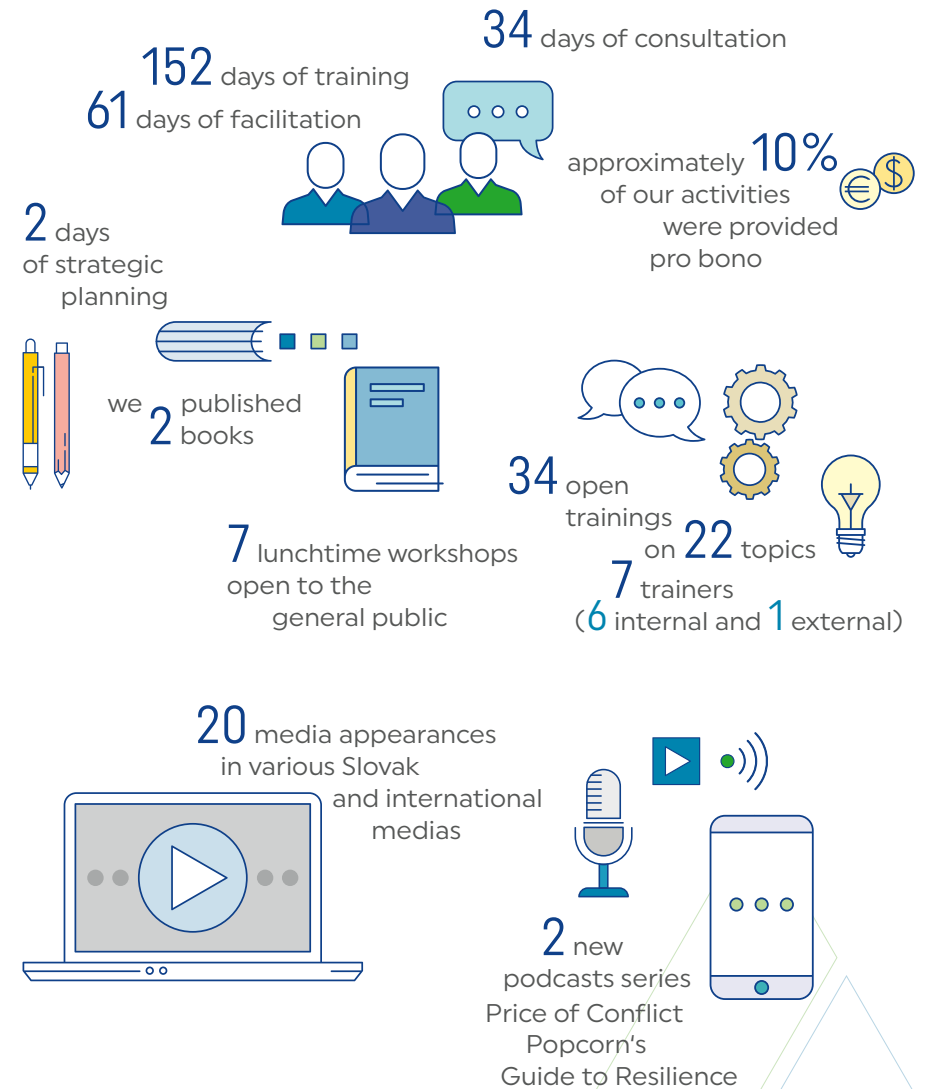 34 days of consultation
152 days of training
61 days of facilitation
approximately 10%
of our activities
were provided
pro bono
2 days
of strategic
planning
we 2 published
books
34 open
trainings
on 22 topics
7 trainers
(6 internal and 1 external)
7 lunchtime workshops
open to the
general public
20 media appearances
in various Slovak
and international
medias
2 new
podcasts series
Price of Conflict
Popcorn‘s
Guide to Resilience